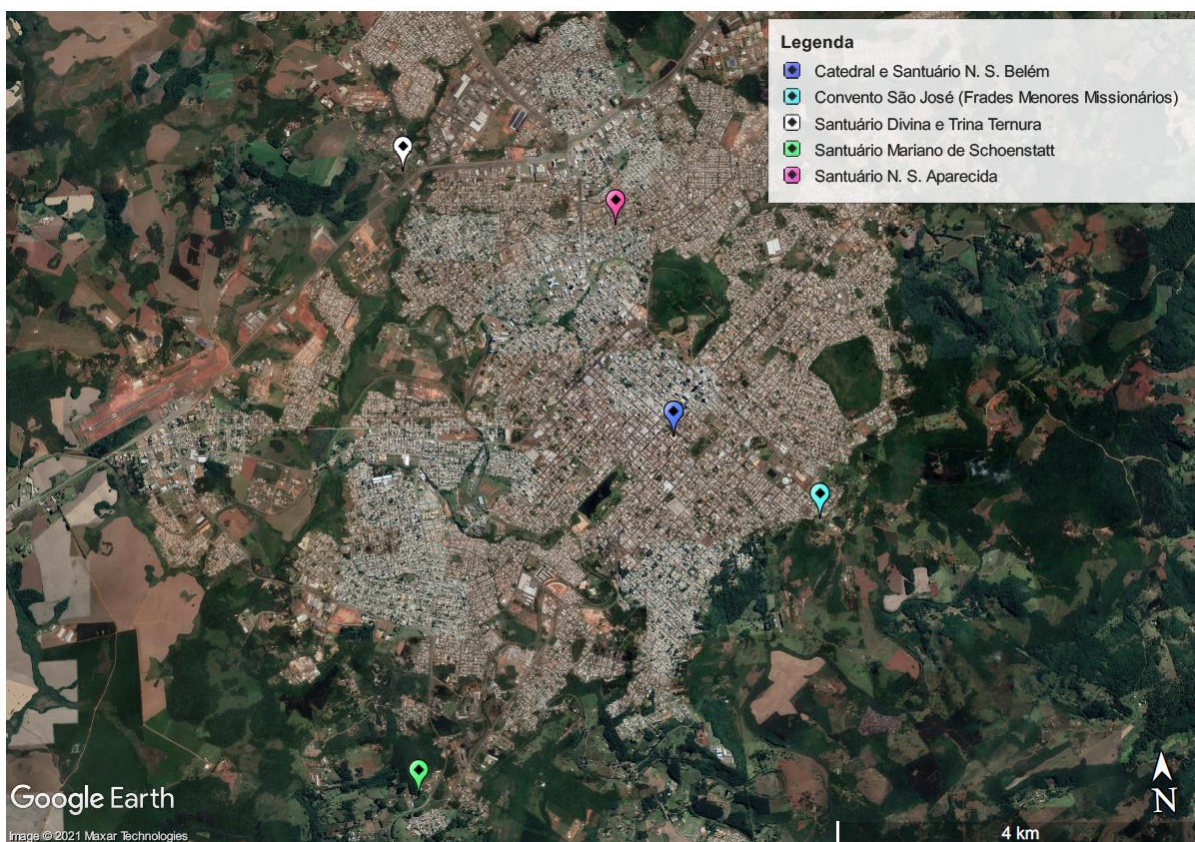 Legenda
Catedral e Santuário N. S. Belém
Convento São José (Frades Menores Missionários)
Santuário Divina e Trina Ternura
Santuário Mariano de Schoenstatt
Santuário N. S. Aparecida
Google Earth
N
Image © 2021 Maxar Technologies
4 km